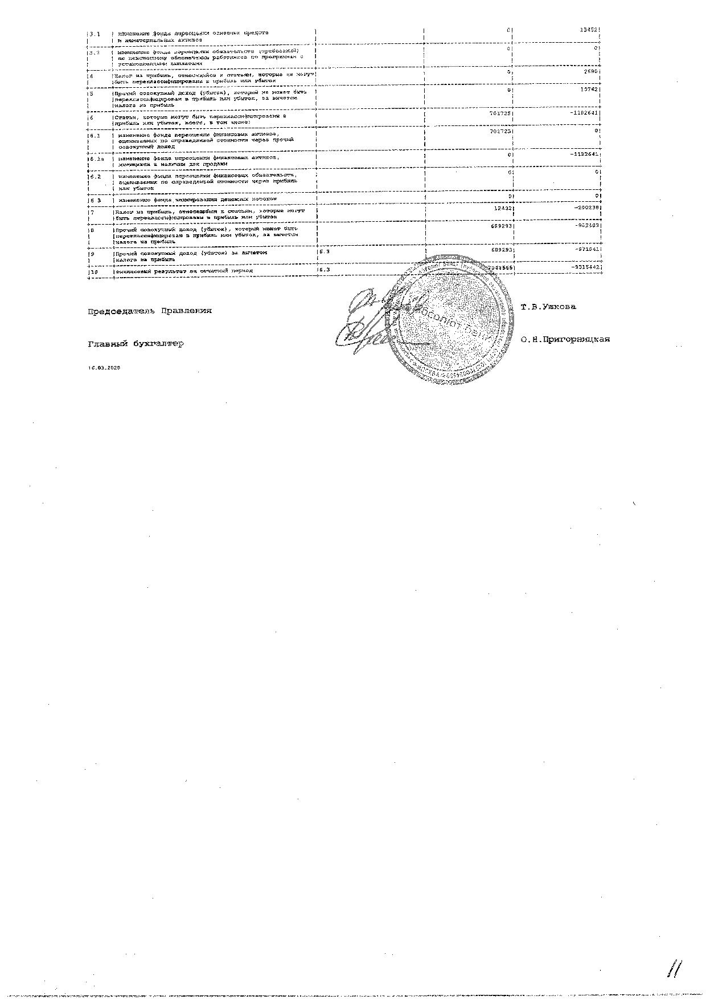 3.1 изменение фонда переоценки основных средств 0 13452
и нематериальных активов
3.2 изменение фонда переоценки обязательств (требований) 0 0
по пенсионному обеспечению работников по программам с
установленными выплатами
4 Налог на прибыль, относящийся к статьям, которые не могут 0 2690
быть переклассифицированы в прибыль или убыток
5 Прочий совокупный доход (убыток), который не может быть 0 10762
переклассифицирован в прибыль или убыток, за вычетом
налога на прибыль
6 Статьи, которые могут быть переклассифицированы в 701725 -1182641
прибыль или убыток, всего, в том числе:
6.1 изменение фонда переоценки финансовых активов, 701725 0
оцениваемых по справедливой стоимости через прочий
совокупный доход
6.1а изменение фонда переоценки финансовых активов, 0 -1182641
имеющихся в наличии для продажи
6.2 изменение фонда переоценки финансовых обязательств, 0 0
оцениваемых по справедливой стоимости через прибыль
или убыток
6.3 изменение фонда хеджирования денежных потоков 0 0
7 Налог на прибыль, относящийся к статьям, которые могут 12432 -200238
быть переклассифицированы в прибыль или убыток
8 Прочий совокупный доход (убыток), который может быть 689293 -982403
переклассифицирован в прибыль или убыток, за вычетом
налога на прибыль
9 Прочий совокупный доход (убыток) за вычетом 6.3 689293 -971641
налога на прибыль
10 Финансовый результат за отчетный период 6.3 -9315442
Председатель Правления Т.В.Ушкова
Главный бухгалтер О.Н.Пригорницкая
Абсолют Банк
16.03.2020
11